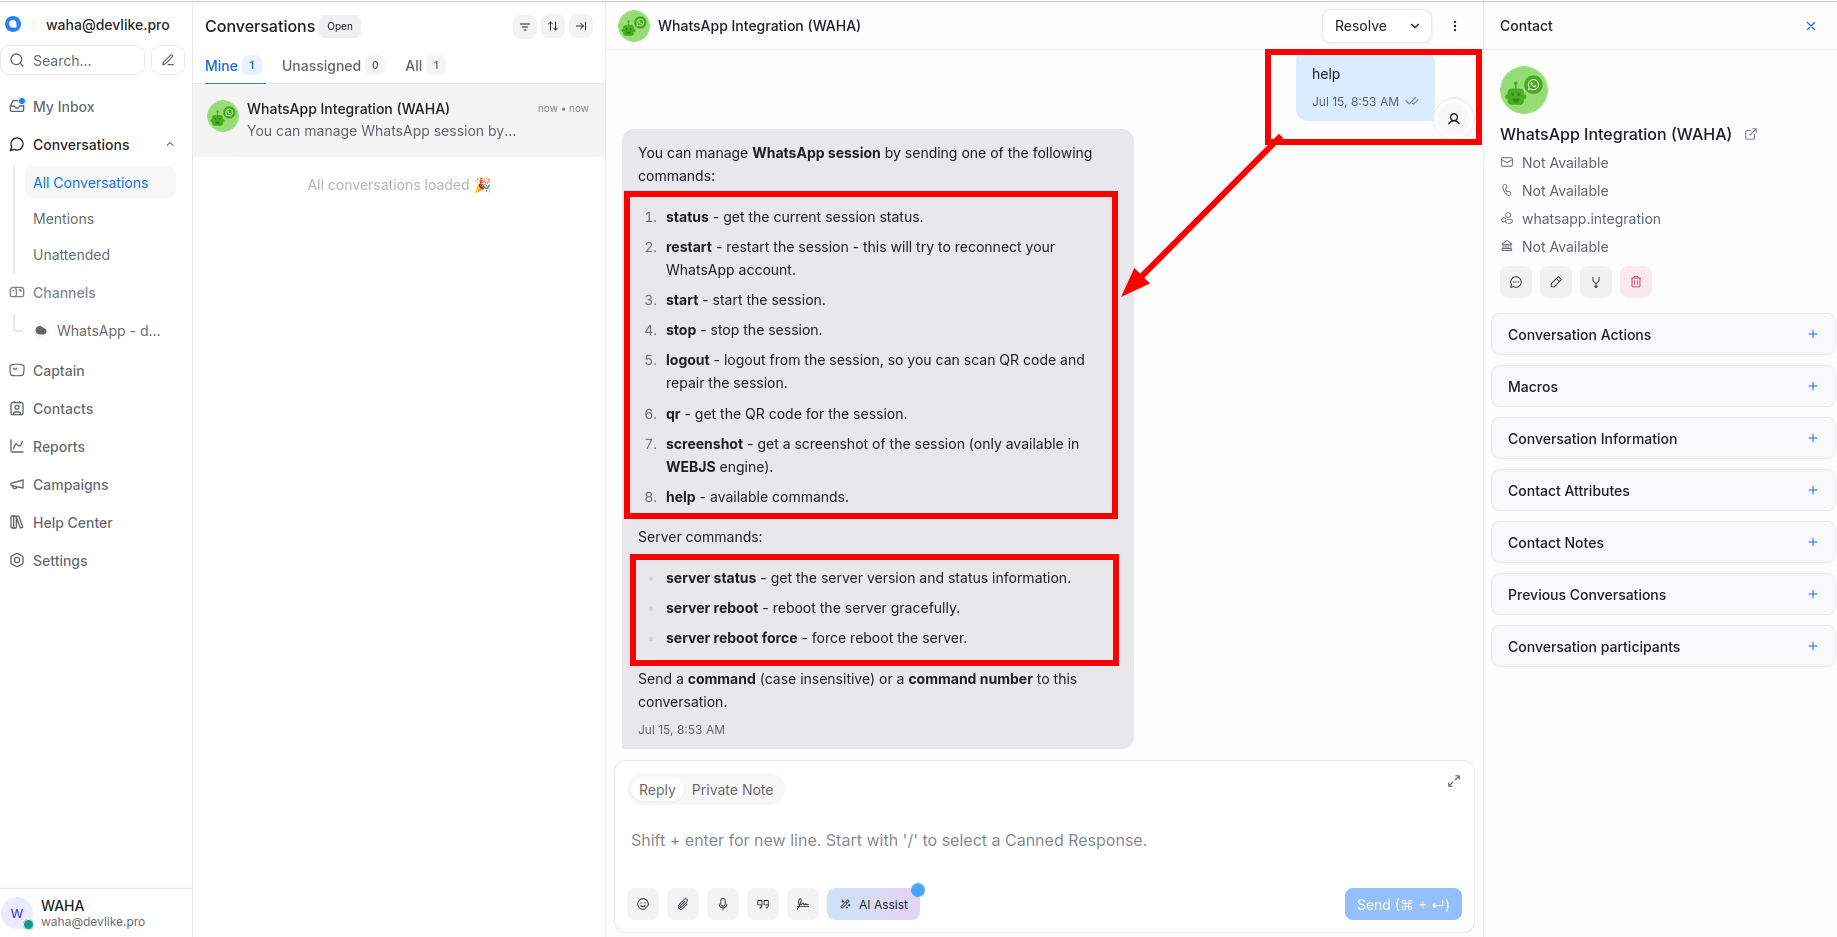 waha@devlike.pro
Search...
My Inbox
Conversations
All Conversations
Mentions
Unattended
Channels
WhatsApp - d...
Captain
Contacts
Reports
Campaigns
Help Center
Settings
W
WAHA
waha@devlike.pro
Conversations Open
Mine 1 Unassigned 0 All 1
WhatsApp Integration (WAHA) now • now
You can manage WhatsApp session by...
All conversations loaded 🎉
WhatsApp Integration (WAHA) Resolve
help
Jul 15, 8:53 AM
You can manage WhatsApp session by sending one of the following
commands:
1. status - get the current session status.
2. restart - restart the session - this will try to reconnect your
WhatsApp account.
3. start - start the session.
4. stop - stop the session.
5. logout - logout from the session, so you can scan QR code and
repair the session.
6. qr - get the QR code for the session.
7. screenshot - get a screenshot of the session (only available in
WEBJS engine).
8. help - available commands.
Server commands:
• server status - get the server version and status information.
• server reboot - reboot the server gracefully.
• server reboot force - force reboot the server.
Send a command (case insensitive) or a command number to this
conversation.
Jul 15, 8:53 AM
Reply Private Note
Shift + enter for new line. Start with '/' to select a Canned Response.
AI Assist
Send (⌘ + ↵)
Contact
WhatsApp Integration (WAHA)
Not Available
Not Available
whatsapp.integration
Not Available
Conversation Actions +
Macros +
Conversation Information +
Contact Attributes +
Contact Notes +
Previous Conversations +
Conversation participants +